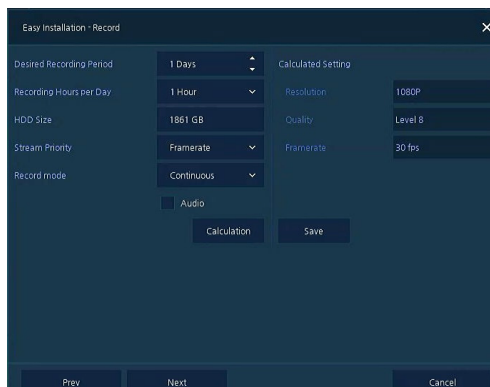 Easy Installation - Record
Desired Recording Period 1 Days Calculated Setting
Recording Hours per Day 1 Hour Resolution 1080P
HDD Size 1861 GB Quality Level 8
Stream Priority Framerate Framerate 30 fps
Record mode Continuous
Audio
Calculation Save
Prev Next Cancel